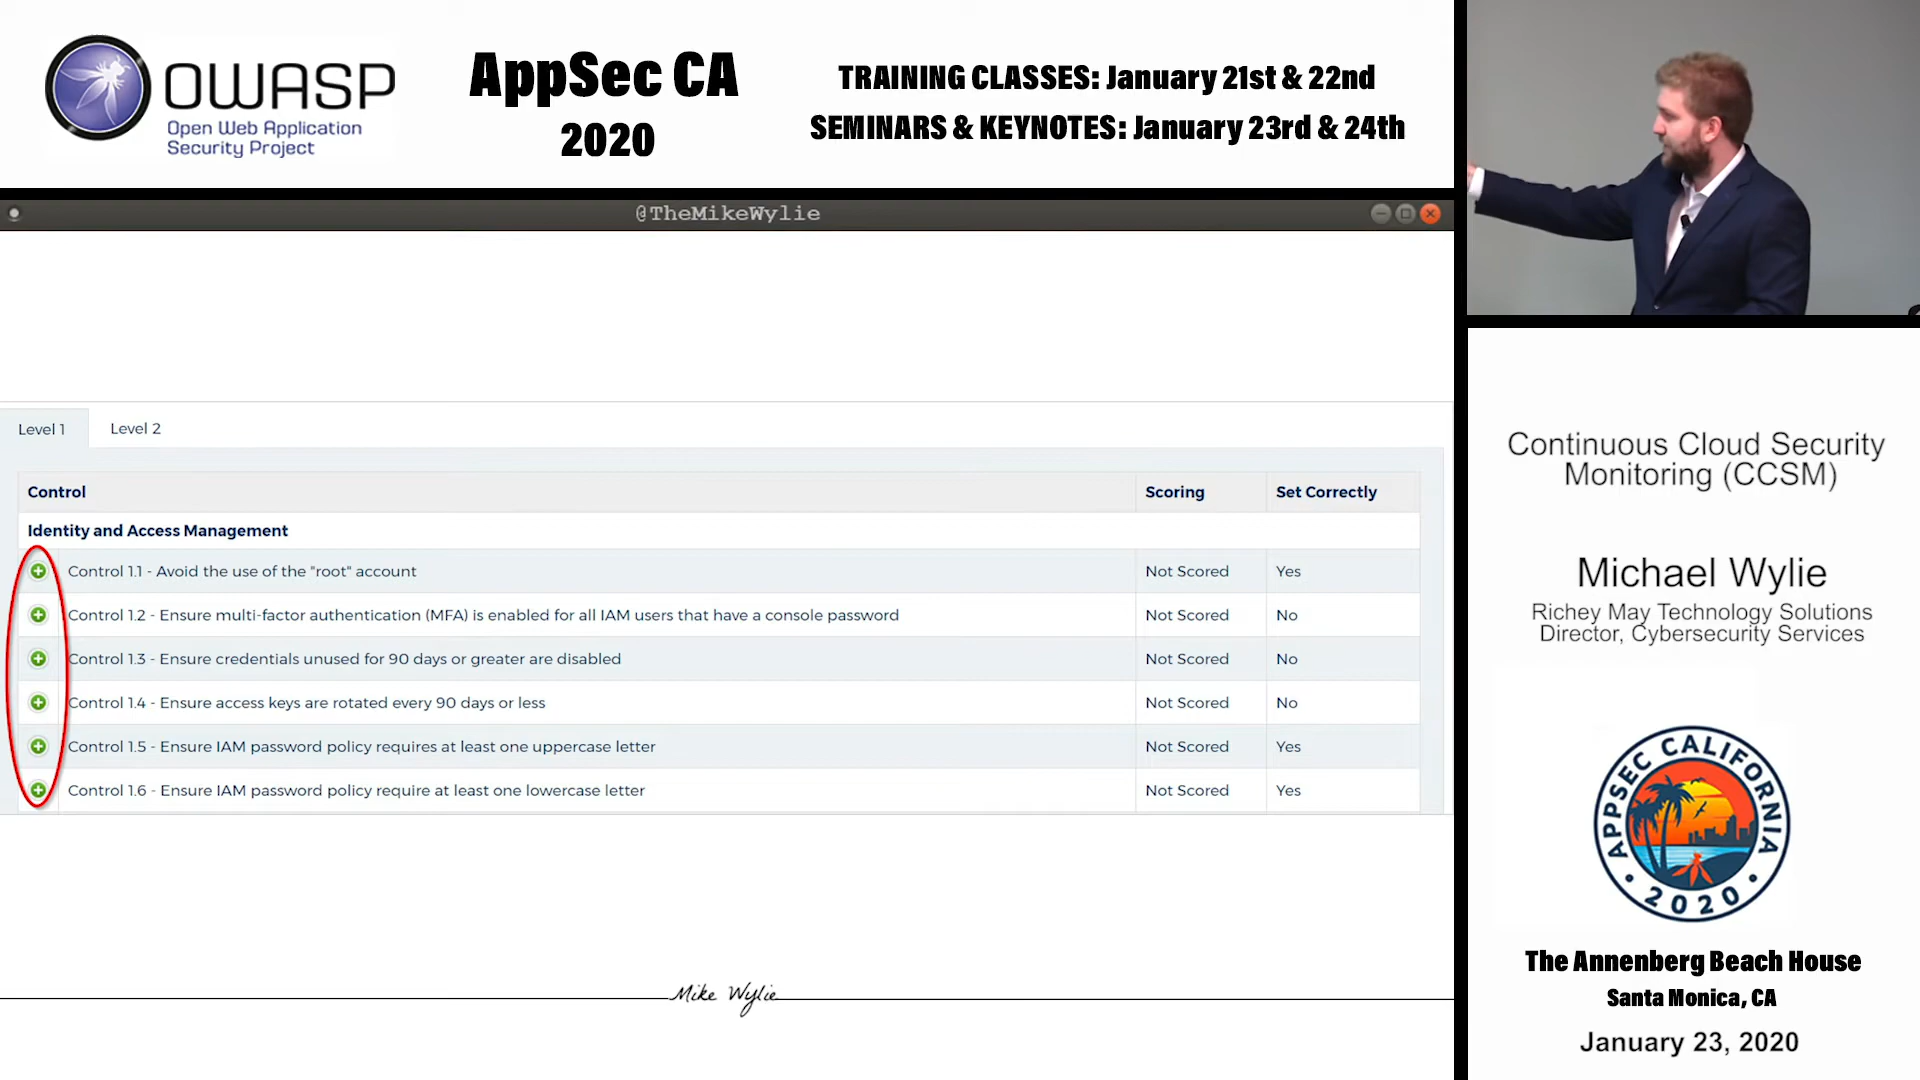 OWASP
Open Web Application
Security Project
AppSec CA
2020
TRAINING CLASSES: January 21st & 22nd
SEMINARS & KEYNOTES: January 23rd & 24th
@TheMikeWylie
Level 1
Level 2
Control
Scoring
Set Correctly
Identity and Access Management
Control 1.1 - Avoid the use of the "root" account
Not Scored
Yes
Control 1.2 - Ensure multi-factor authentication (MFA) is enabled for all IAM users that have a console password
Not Scored
No
Control 1.3 - Ensure credentials unused for 90 days or greater are disabled
Not Scored
No
Control 1.4 - Ensure access keys are rotated every 90 days or less
Not Scored
No
Control 1.5 - Ensure IAM password policy requires at least one uppercase letter
Not Scored
Yes
Control 1.6 - Ensure IAM password policy require at least one lowercase letter
Not Scored
Yes
Mike Wylie
Continuous Cloud Security
Monitoring (CCSM)
Michael Wylie
Richey May Technology Solutions
Director, Cybersecurity Services
APPSEC CALIFORNIA
2020
The Annenberg Beach House
Santa Monica, CA
January 23, 2020